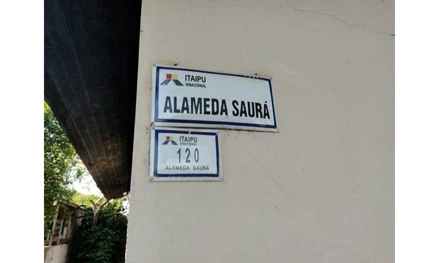 ITAIPU
BINACIONAL
ALAMEDA SAURÁ
ITAIPU
BINACIONAL
120
ALAMEDA SAURÁ